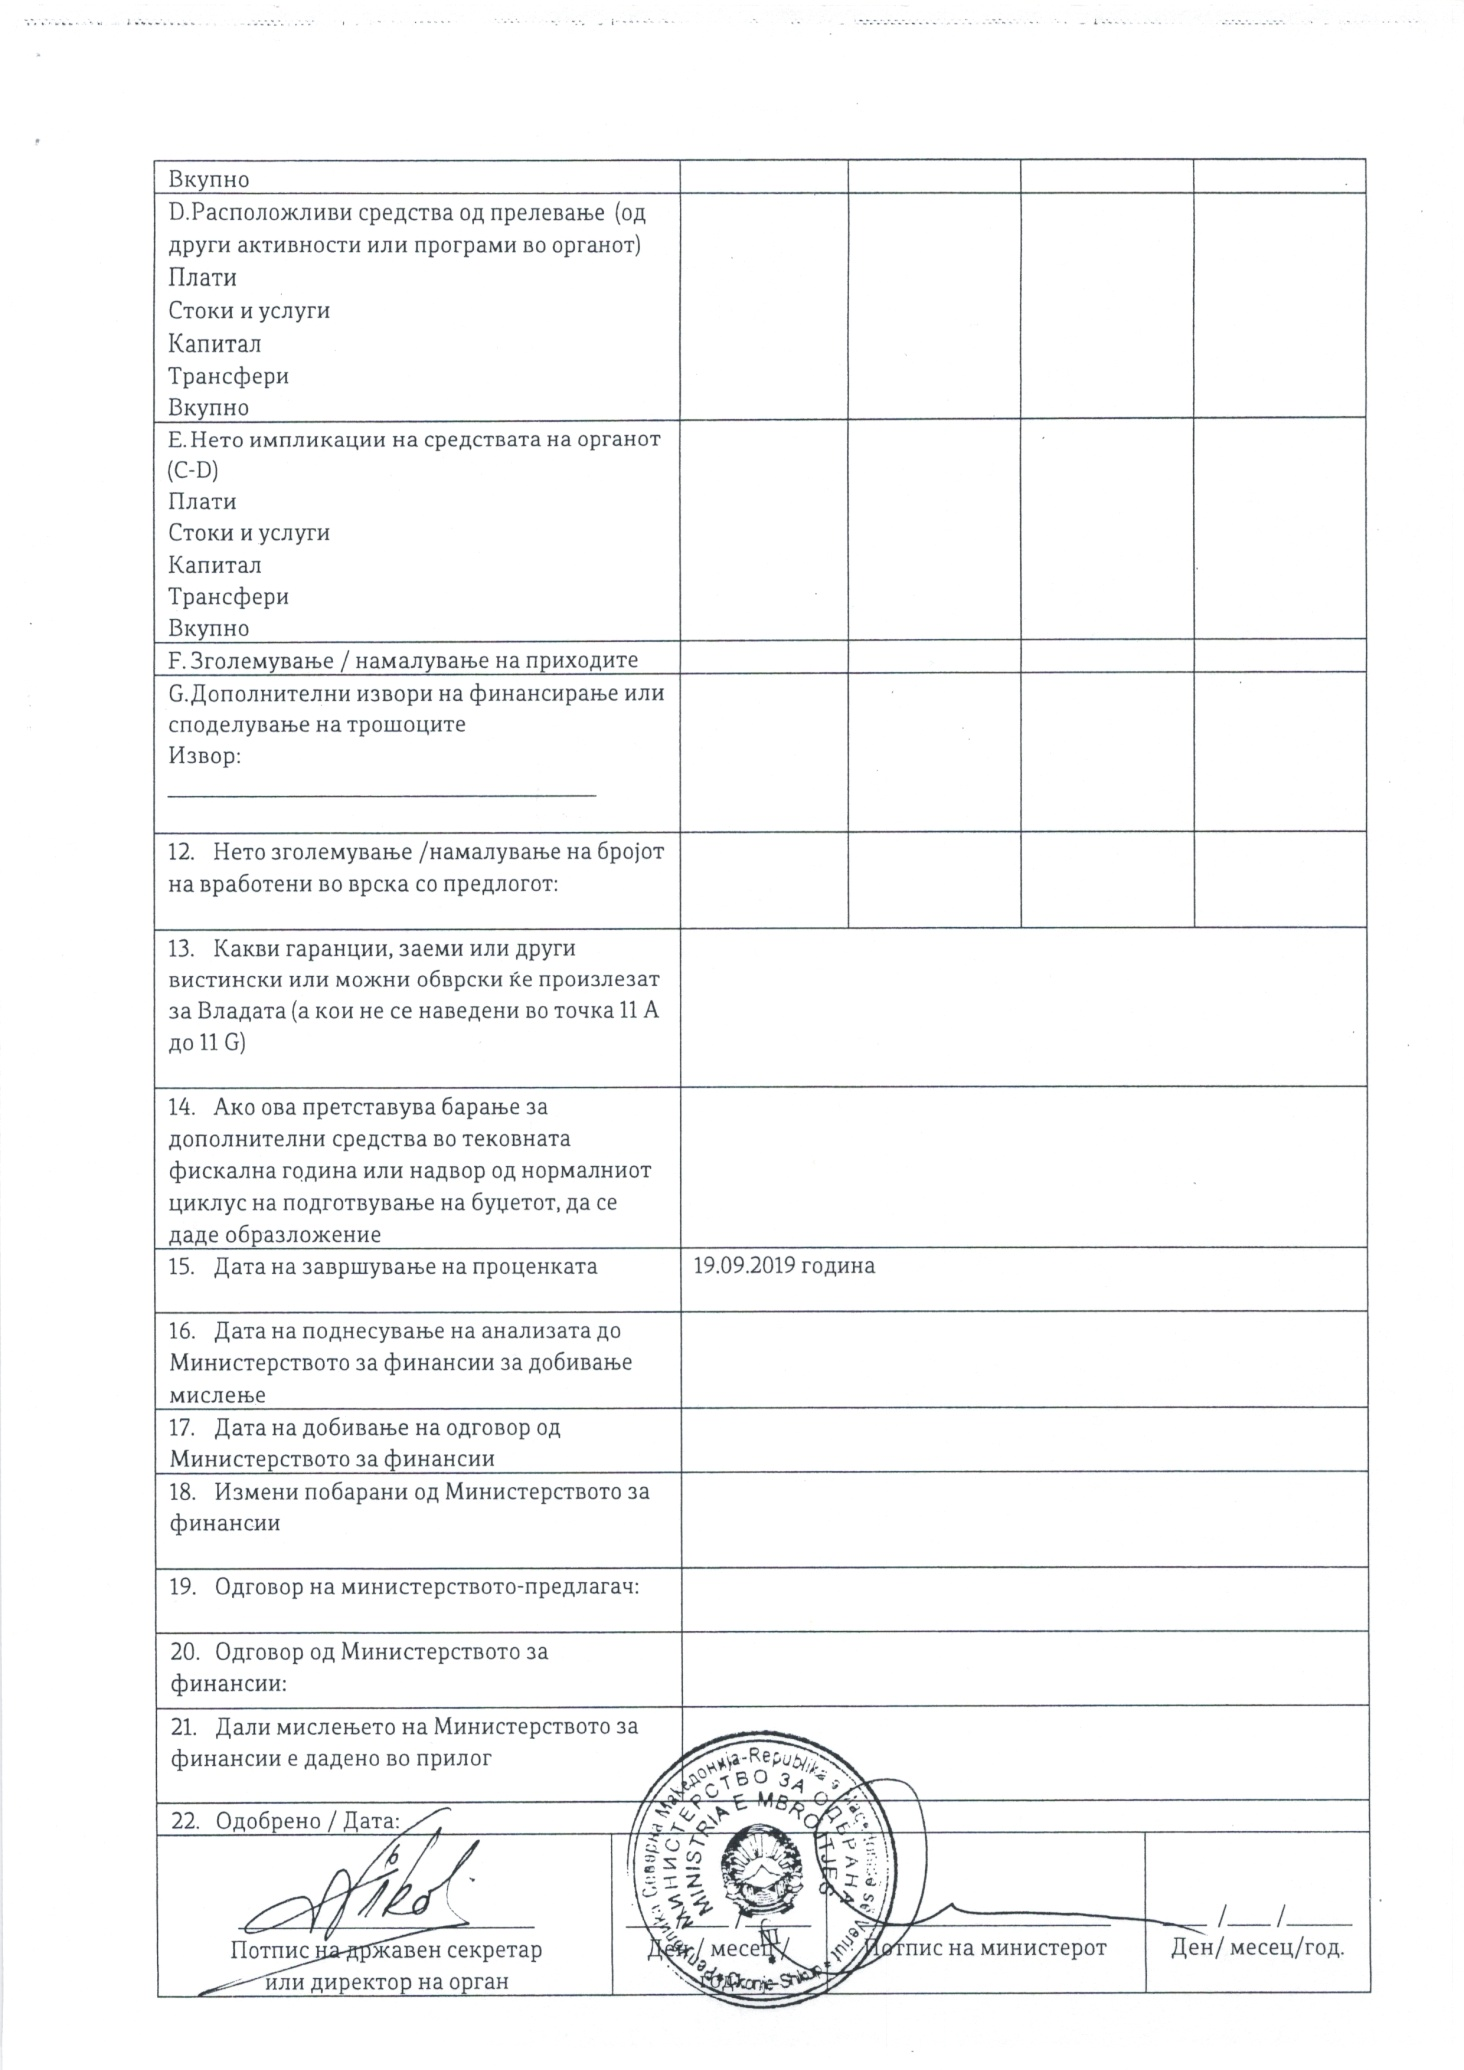 Вкупно
D.Расположливи средства од прелевање (од
други активности или програми во органот)
Плати
Стоки и услуги
Капитал
Трансфери
Вкупно
E.Нето импликации на средствата на органот
(C-D)
Плати
Стоки и услуги
Капитал
Трансфери
Вкупно
F. Зголемување / намалување на приходите
G.Дополнителни извори на финансирање или
споделување на трошоците
Извор:
12. Нето зголемување /намалување на бројот
на вработени во врска со предлогот:
13. Какви гаранции, заеми или други
вистински или можни обврски ќе произлезат
за Владата (а кои не се наведени во точка 11 A
до 11 G)
14. Ако ова претставува барање за
дополнителни средства во тековната
фискална година или надвор од нормалниот
циклус на подготвување на буџетот, да се
даде образложение
15. Дата на завршување на проценката
19.09.2019 година
16. Дата на поднесување на анализата до
Министерството за финансии за добивање
мислење
17. Дата на добивање на одговор од
Министерството за финансии
18. Измени побарани од Министерството за
финансии
19. Одговор на министерството-предлагач:
20. Одговор од Министерството за
финансии:
21. Дали мислењето на Министерството за
финансии е дадено во прилог
22. Одобрено / Дата:
Република Северна Македонија-Republika e
МИНИСТЕРСТВО ЗА ОДБРАНА
MINISTRIA E MBROJTJES
III
Потпис на државен секретар
или директор на орган
Ден / месец /
Потпис на министерот
/ /
Ден/ месец/год.